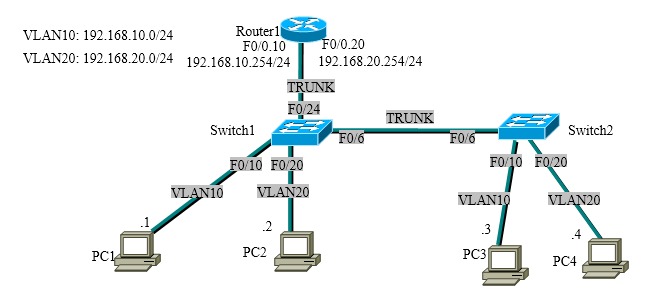 Router1
VLAN10: 192.168.10.0/24
F0/0.10
F0/0.20
VLAN20: 192.168.20.0/24
192.168.10.254/24
192.168.20.254/24
TRUNK
F0/24
TRUNK
Switch1
Switch2
F0/6
F0/6
F0/10
F0/20
F0/10
F0/20
VLAN10
VLAN20
VLAN10
VLAN20
.1
.2
.3
.4
PC1
PC2
PC3
PC4